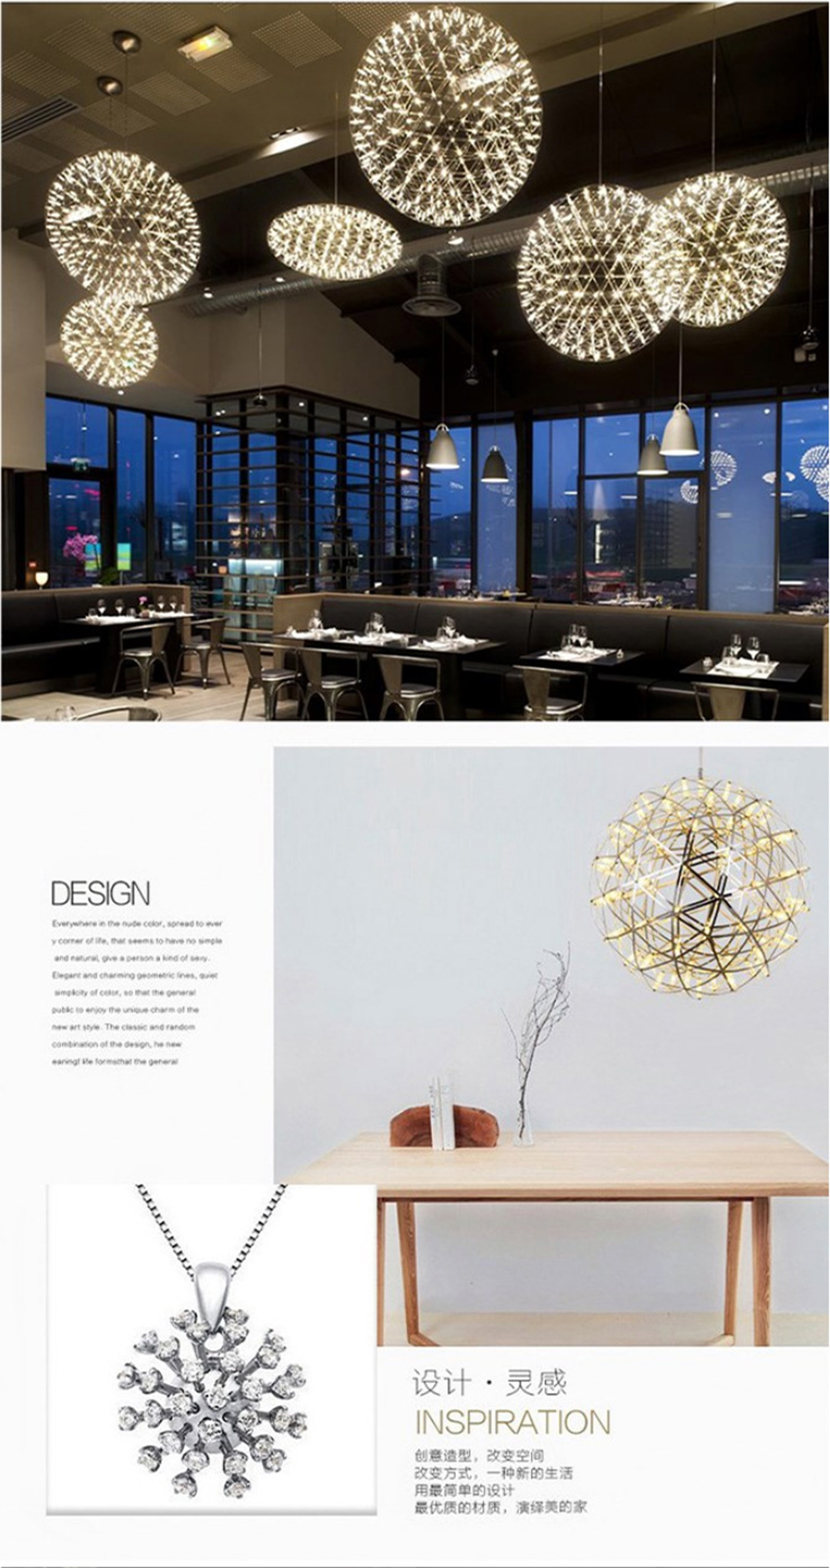 DESIGN
Everywhere in the nude color, spread to ever
y corner of life, that seems to have no simple
and natural, give a person a kind of sexy.
Elegant and charming geometric lines, quiet
simplicity of color, so that the general
public to enjoy the unique charm of the
new art style. The classic and random
combination of the design, he new
eaningf life formsthat the general
设计·灵感
INSPIRATION
创意造型，改变空间
改变方式，一种新的生活
用最简单的设计
最优质的材质，演绎美的家